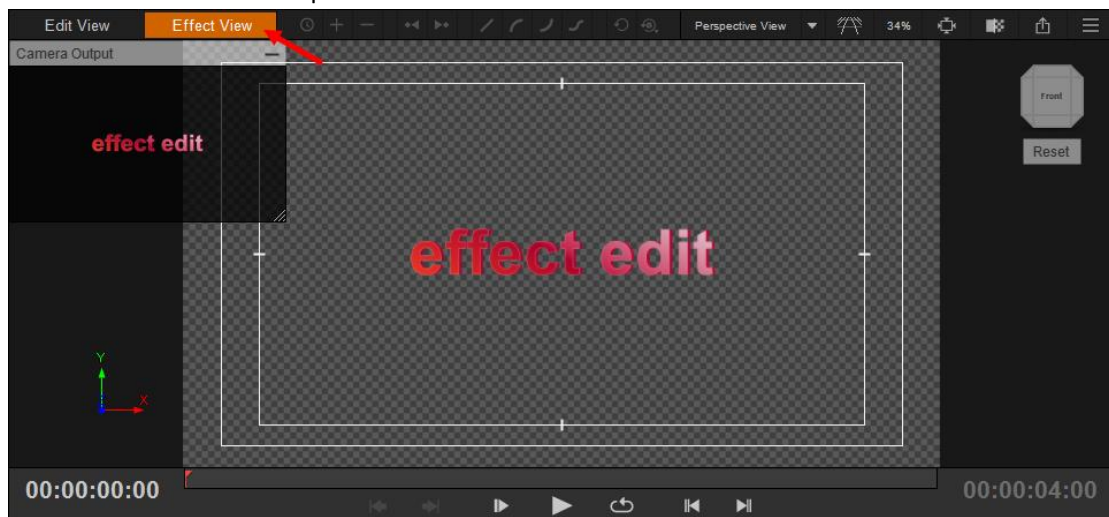 Edit View Effect View Perspective View 34%
Camera Output
effect edit
Front
Reset
effect edit
Y
X
00:00:00:00 00:00:04:00